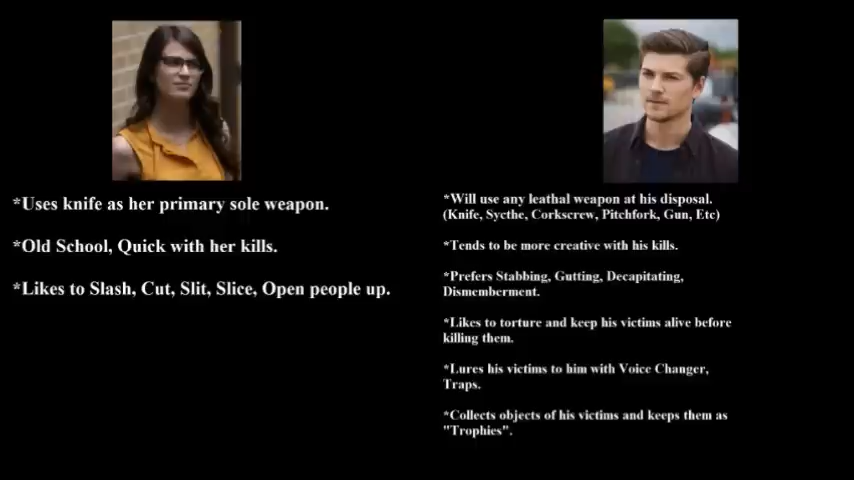 *Uses knife as her primary sole weapon.
*Old School, Quick with her kills.
*Likes to Slash, Cut, Slit, Slice, Open people up.
*Will use any leathal weapon at his disposal.
(Knife, Sycthe, Corkscrew, Pitchfork, Gun, Etc)
*Tends to be more creative with his kills.
*Prefers Stabbing, Gutting, Decapitating,
Dismemberment.
*Likes to torture and keep his victims alive before
killing them.
*Lures his victims to him with Voice Changer,
Traps.
*Collects objects of his victims and keeps them as
"Trophies".